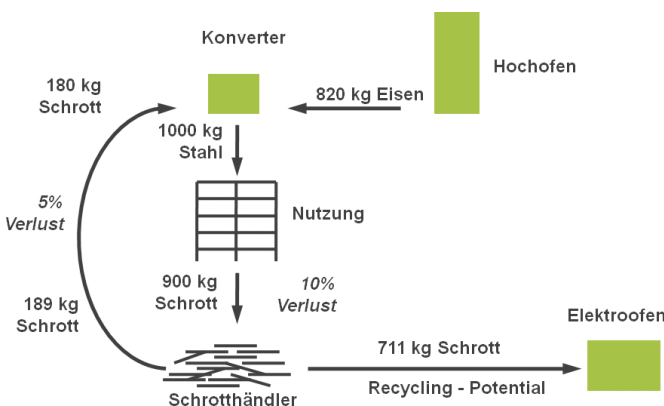 Konverter
Hochofen
180 kg
Schrott
820 kg Eisen
1000 kg
Stahl
5%
Verlust
Nutzung
900 kg
Schrott
10%
Verlust
189 kg
Schrott
Elektroofen
711 kg Schrott
Recycling - Potential
Schrotthändler